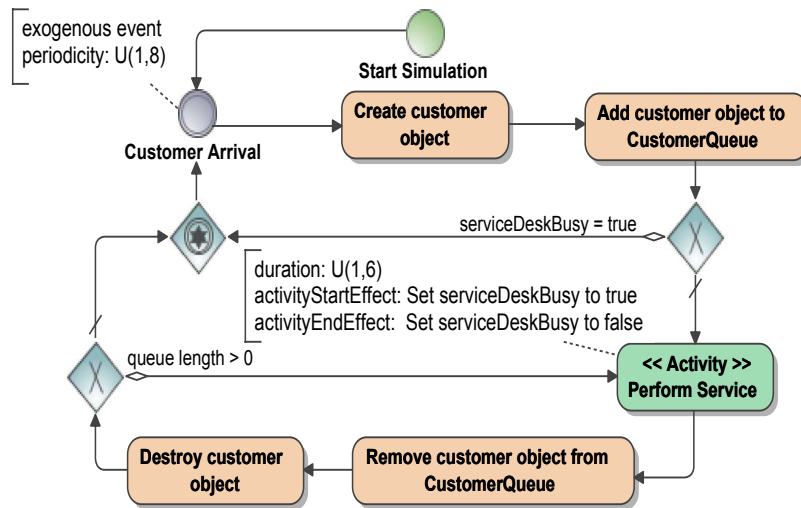 exogenous event
periodicity: U(1,8)
Start Simulation
Customer Arrival
Create customer
object
Add customer object to
CustomerQueue
serviceDeskBusy = true
X
duration: U(1,6)
activityStartEffect: Set serviceDeskBusy to true
activityEndEffect: Set serviceDeskBusy to false
X
queue length > 0
<< Activity >>
Perform Service
Destroy customer
object
Remove customer object from
CustomerQueue